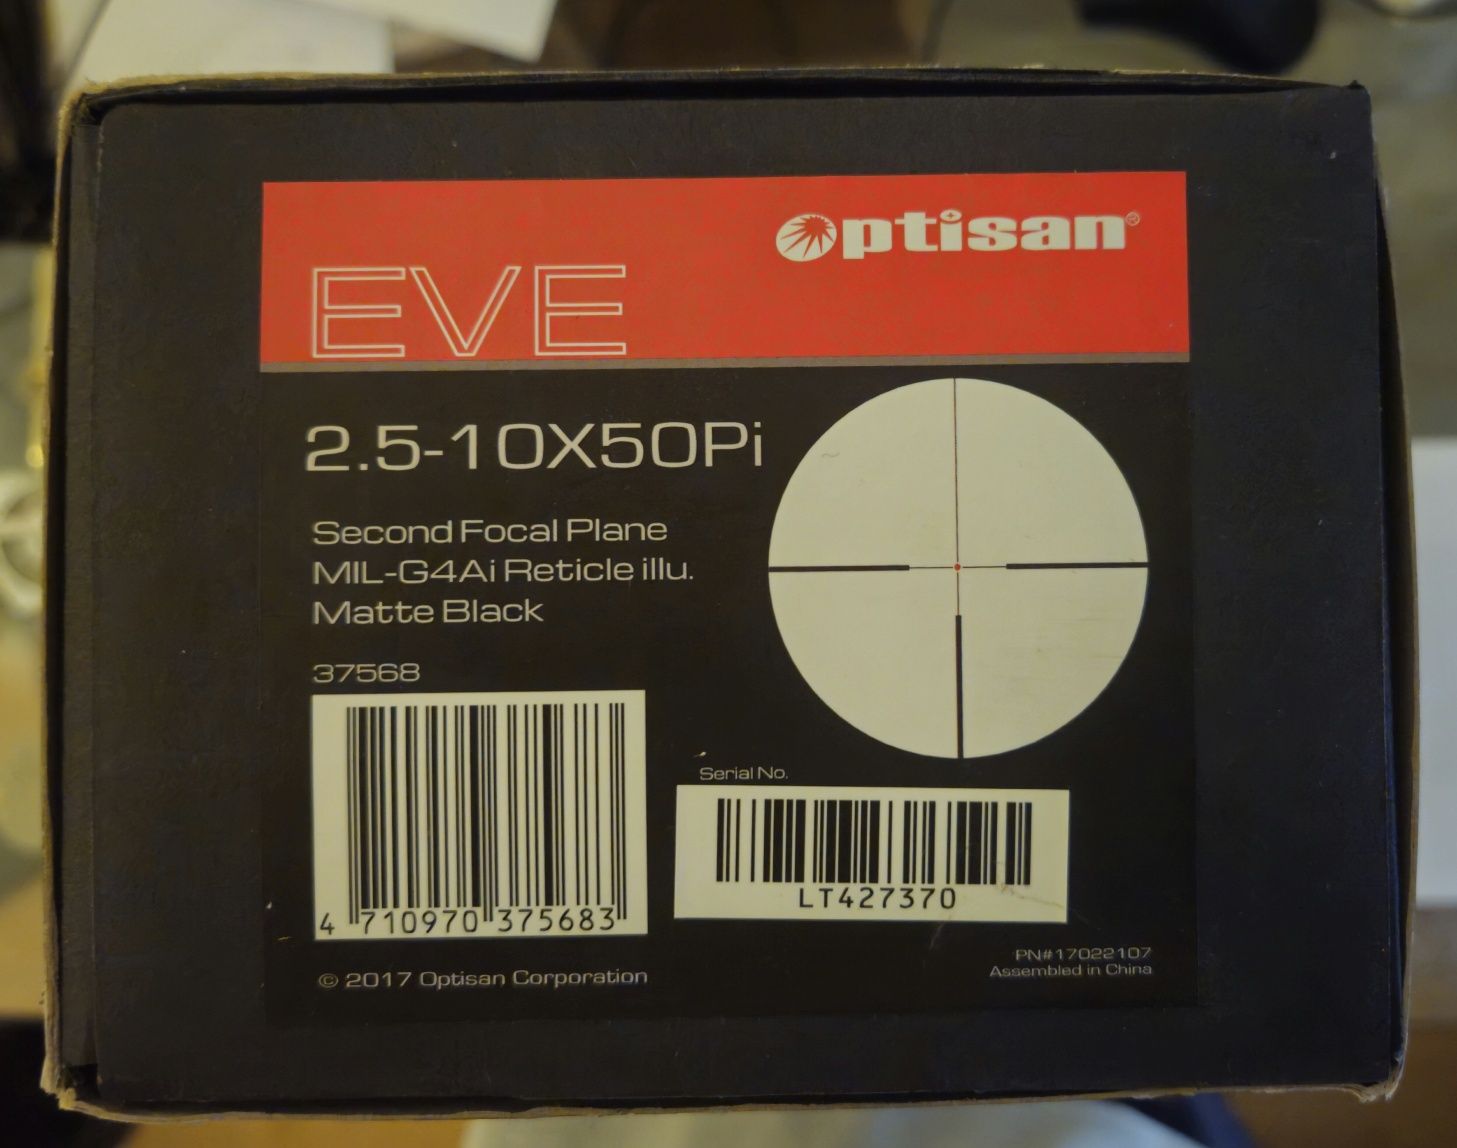 Optisan®
EVE
2.5-10X50Pi
Second Focal Plane
MIL-G4Ai Reticle illu.
Matte Black
37568
4 710970 375683
Serial No.
LT427370
PN#17022107
Assembled in China
© 2017 Optisan Corporation